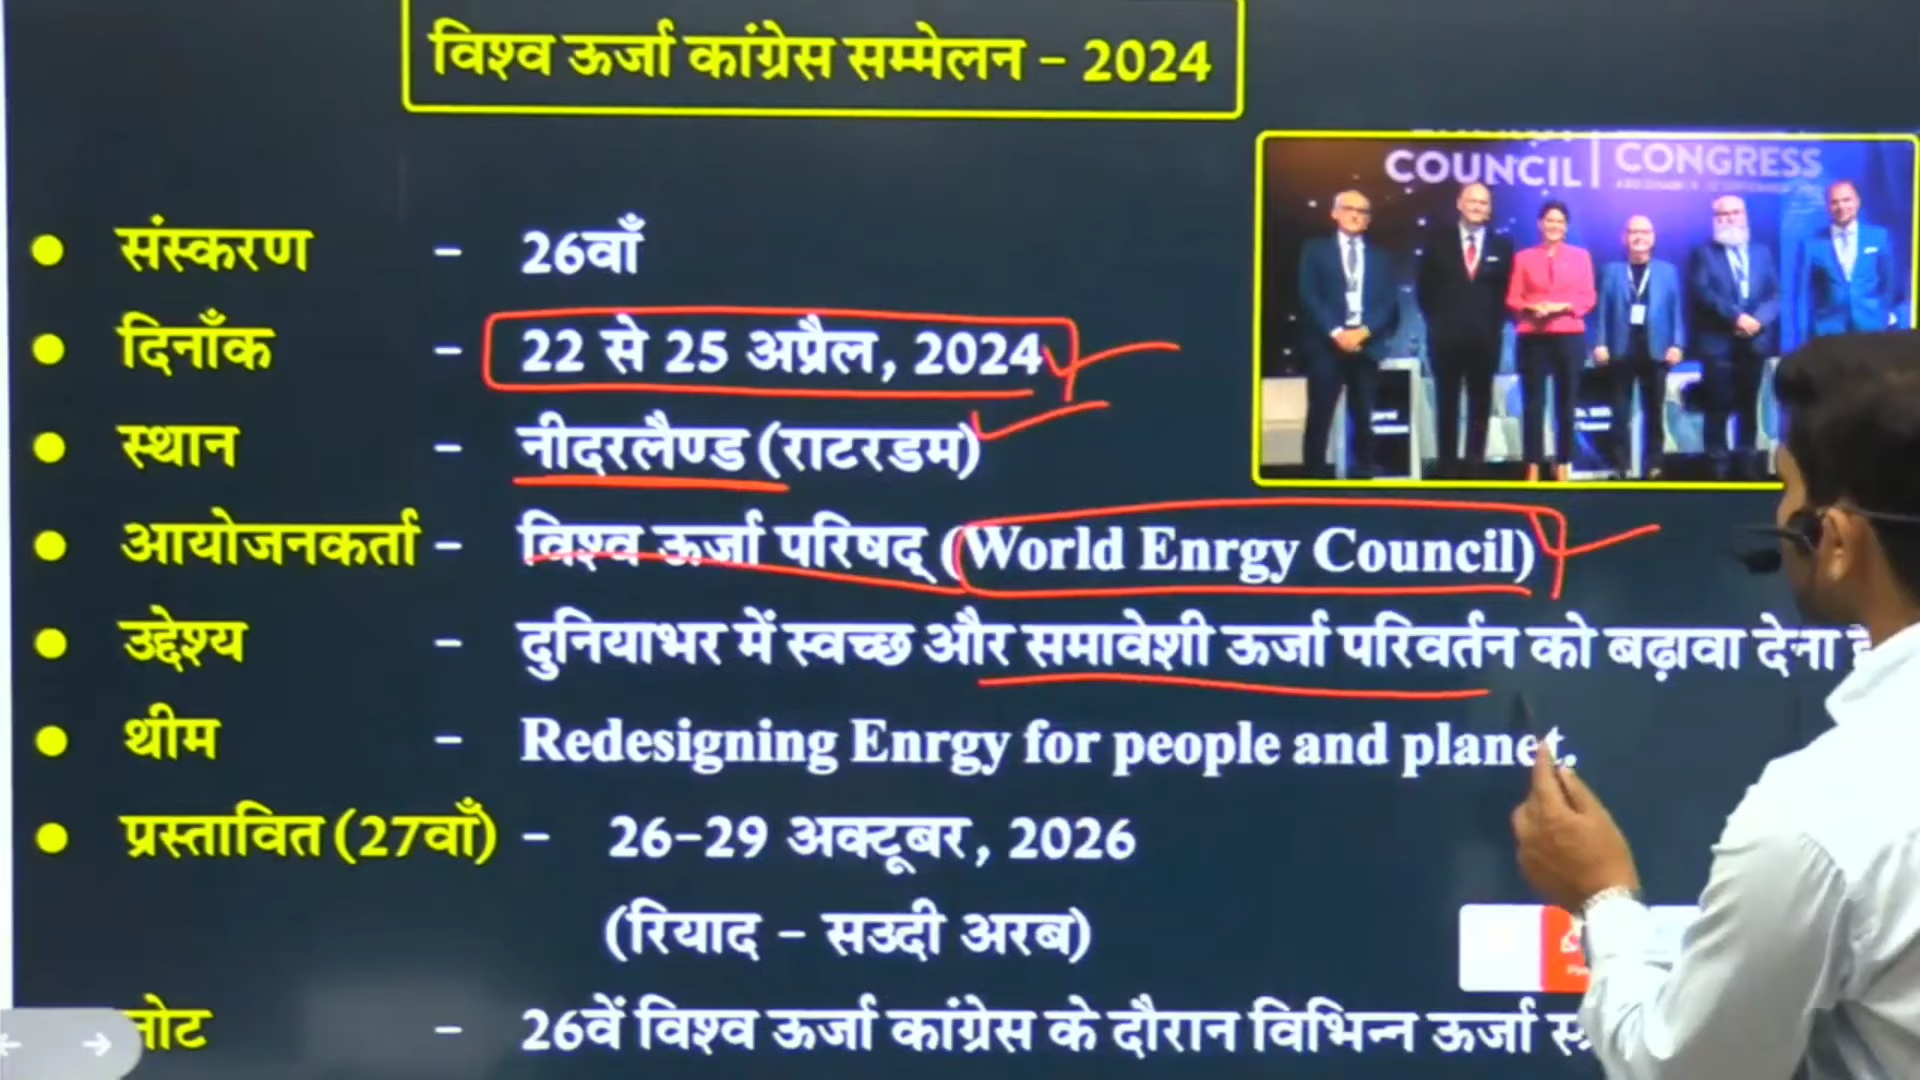 विश्व ऊर्जा कांग्रेस सम्मेलन – 2024
COUNCIL | CONGRESS
संस्करण – 26वाँ
दिनाँक – 22 से 25 अप्रैल, 2024
स्थान – नीदरलैण्ड (राटरडम)
आयोजनकर्ता – विश्व ऊर्जा परिषद् (World Enrgy Council)
उद्देश्य – दुनियाभर में स्वच्छ और समावेशी ऊर्जा परिवर्तन को बढ़ावा देना
थीम – Redesigning Enrgy for people and planet.
प्रस्तावित (27वाँ) – 26–29 अक्टूबर, 2026
(रियाद – सउदी अरब)
नोट – 26वें विश्व ऊर्जा कांग्रेस के दौरान विभिन्न ऊर्जा